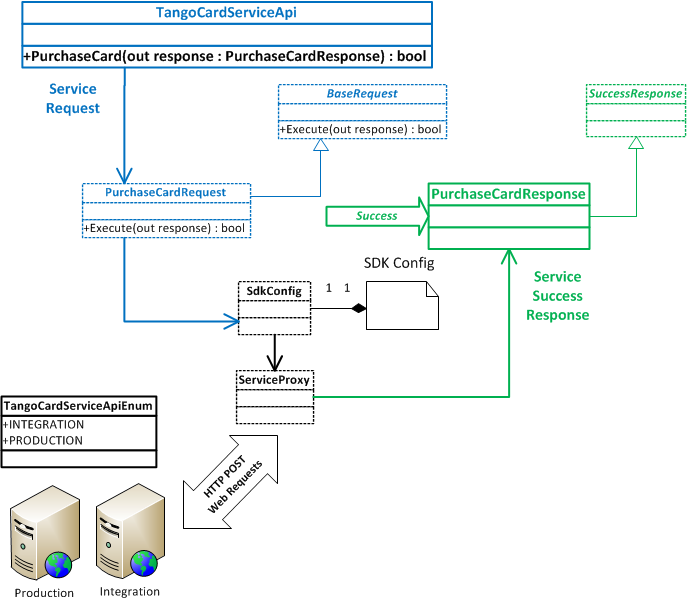 TangoCardServiceApi
+PurchaseCard(out response : PurchaseCardResponse) : bool
Service
Request
BaseRequest
+Execute(out response) : bool
SuccessResponse
PurchaseCardRequest
+Execute(out response) : bool
Success
PurchaseCardResponse
SDK Config
SdkConfig
1 1
Service
Success
Response
ServiceProxy
TangoCardServiceApiEnum
+INTEGRATION
+PRODUCTION
HTTP POST
Web Requests
Production
Integration